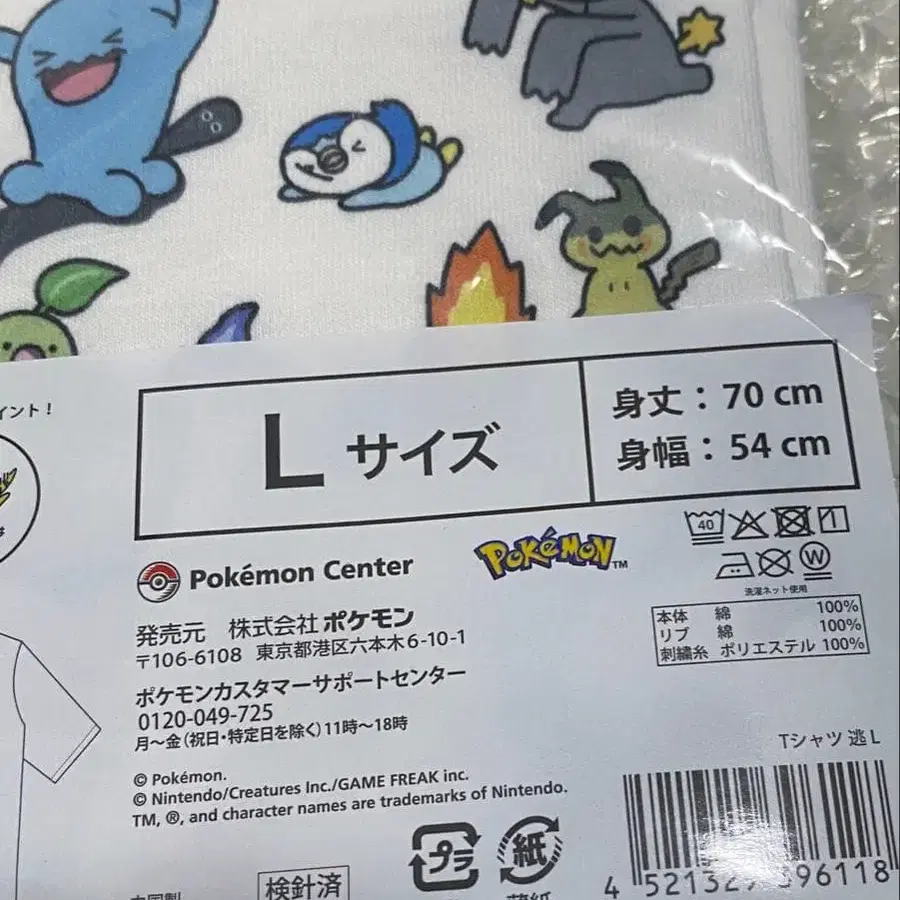 イント!
Lサイズ
身丈：70 cm
身幅：54 cm
40
W
洗濯ネット使用
Pokémon Center
POKéMON TM
発売元 株式会社ポケモン
〒106-6108 東京都港区六本木6-10-1
ポケモンカスタマーサポートセンター
0120-049-725
月～金（祝日・特定日を除く）11時～18時
本体 綿 100%
リブ 綿 100%
刺繍糸 ポリエステル 100%
© Pokémon.
© Nintendo/Creatures Inc./GAME FREAK inc.
TM, ®, and character names are trademarks of Nintendo.
Tシャツ 逃 L
プラ
紙
検針済